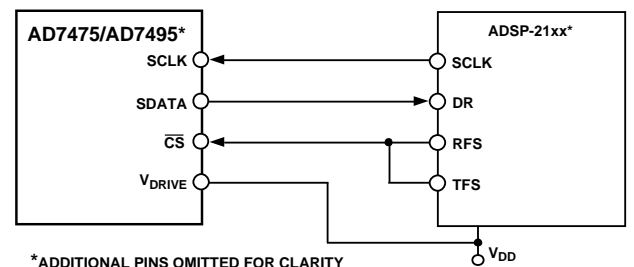 AD7475/AD7495*
SCLK
SDATA
CS
VDRIVE
ADSP-21xx*
SCLK
DR
RFS
TFS
VDD
*ADDITIONAL PINS OMITTED FOR CLARITY